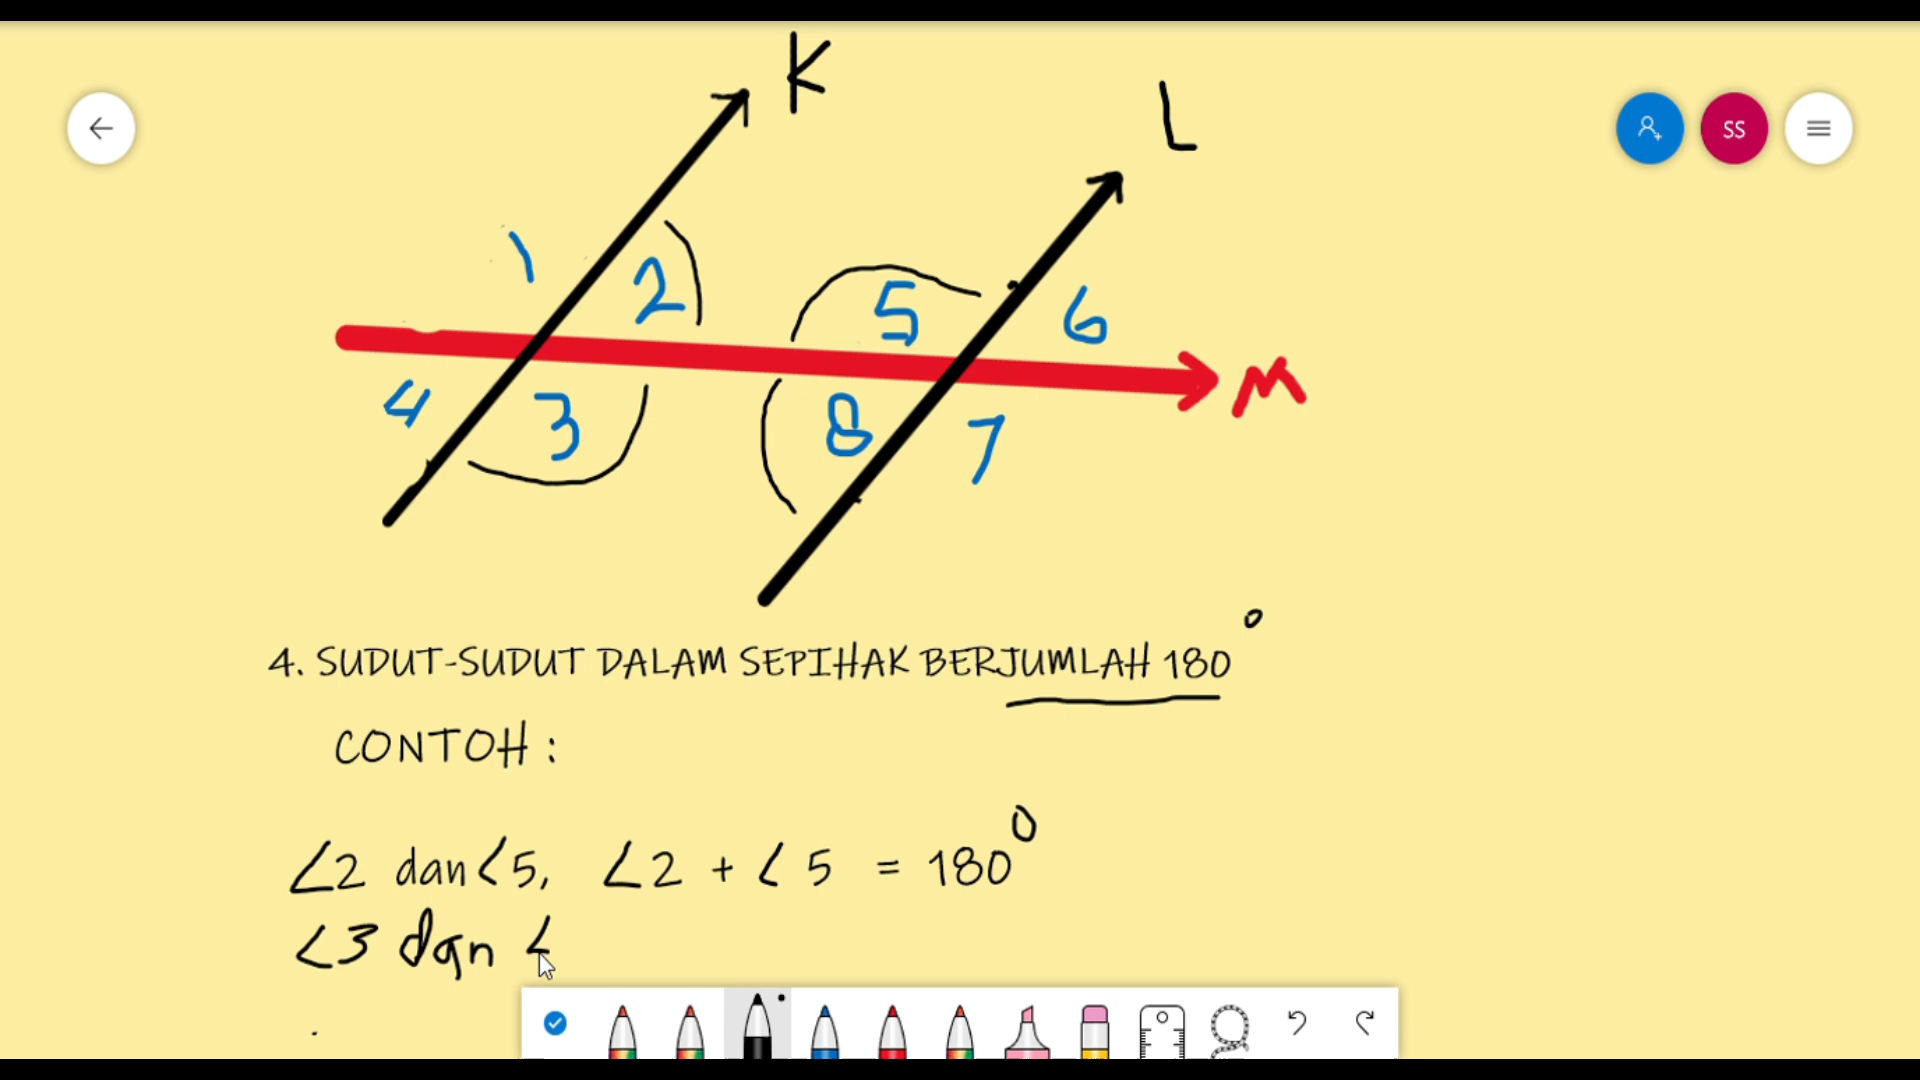 K
L
SS
1
2
5
6
M
4
3
8
7
4. SUDUT-SUDUT DALAM SEPIHAK BERJUMLAH 180°
CONTOH :
∠2 dan ∠5, ∠2 + ∠5 = 180°
∠3 dan ∠